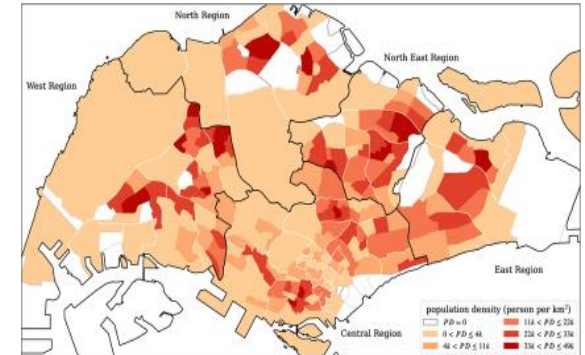 North Region
North East Region
West Region
East Region
Central Region
population density (person per km²)
PD = 0
0 < PD ≤ 4k
4k < PD ≤ 11k
11k < PD ≤ 22k
22k < PD ≤ 33k
33k < PD ≤ 49k